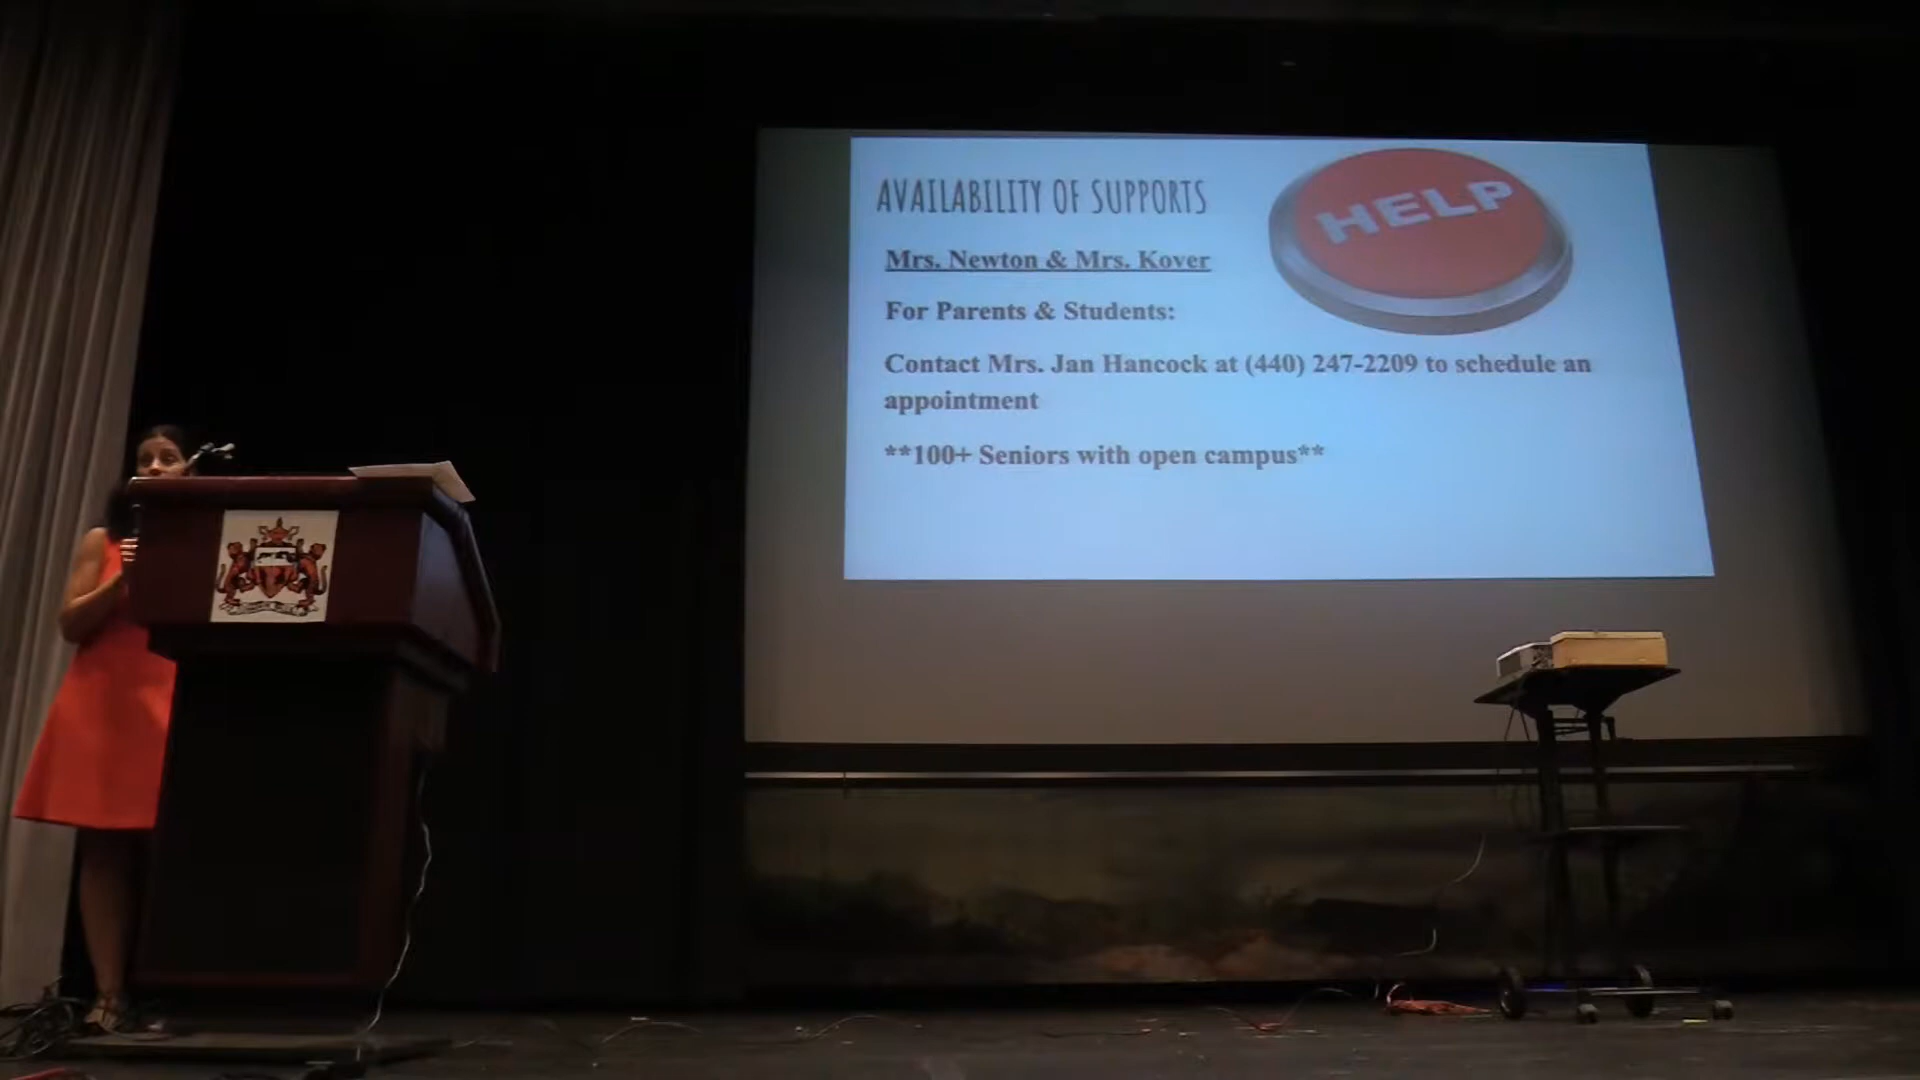 AVAILABILITY OF SUPPORTS
HELP
Mrs. Newton & Mrs. Kover
For Parents & Students:
Contact Mrs. Jan Hancock at (440) 247-2209 to schedule an
appointment
**100+ Seniors with open campus**